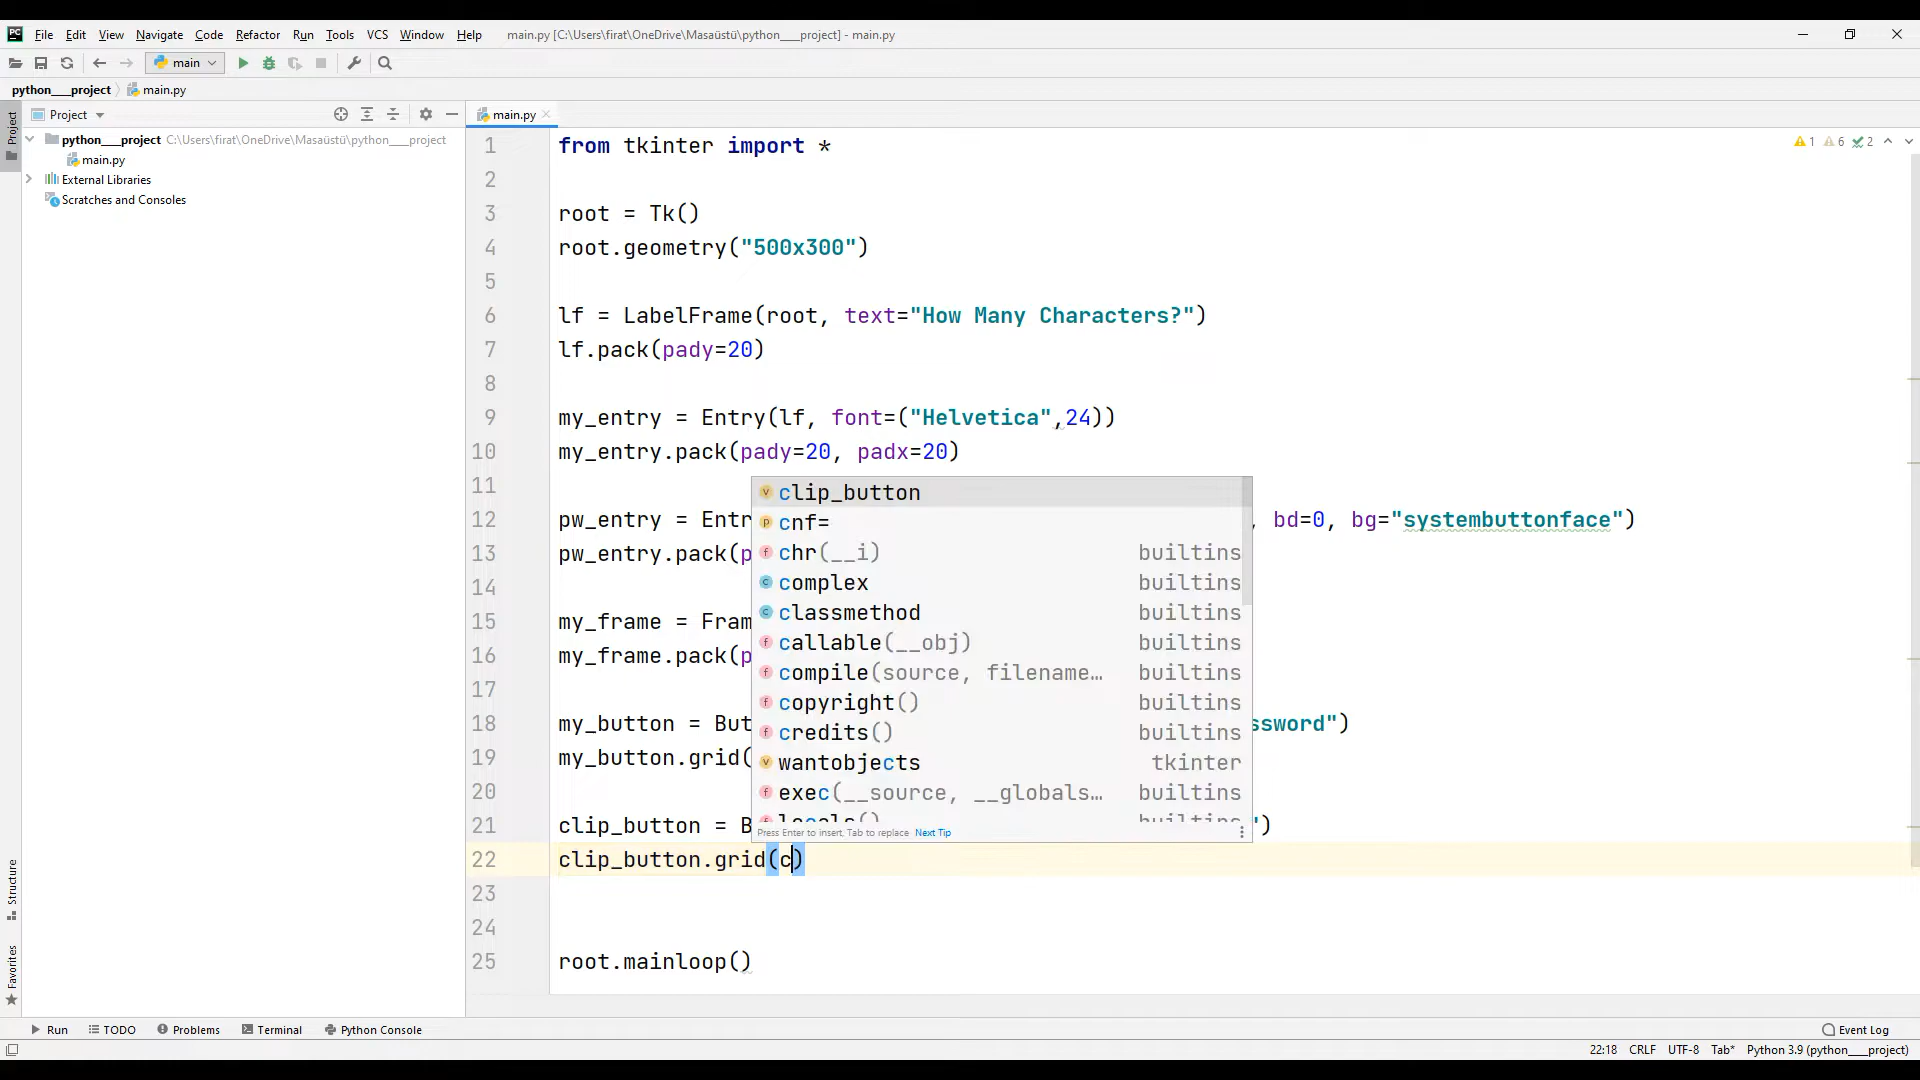 PC File Edit View Navigate Code Refactor Run Tools VCS Window Help main.py [C:\Users\firat\OneDrive\Masaüstü\python___project] - main.py
main
python___project main.py
Project
main.py
1 6 2
python___project C:\Users\firat\OneDrive\Masaüstü\python___project
main.py
External Libraries
Scratches and Consoles
Project
Structure
Favorites
1 from tkinter import *
2
3 root = Tk()
4 root.geometry("500x300")
5
6 lf = LabelFrame(root, text="How Many Characters?")
7 lf.pack(pady=20)
8
9 my_entry = Entry(lf, font=("Helvetica",24))
10 my_entry.pack(pady=20, padx=20)
11
12 pw_entry = Entr , bd=0, bg="systembuttonface")
13 pw_entry.pack(p
14
15 my_frame = Fram
16 my_frame.pack(p
17
18 my_button = But ssword")
19 my_button.grid(
20
21 clip_button = B ")
22 clip_button.grid(c)
23
24
25 root.mainloop()
v clip_button
p cnf=
f chr(__i) builtins
c complex builtins
c classmethod builtins
f callable(__obj) builtins
f compile(source, filename… builtins
f copyright() builtins
f credits() builtins
v wantobjects tkinter
f exec(__source, __globals… builtins
f locals() builtins
Press Enter to insert, Tab to replace Next Tip
Run TODO Problems Terminal Python Console Event Log
22:18 CRLF UTF-8 Tab* Python 3.9 (python___project)